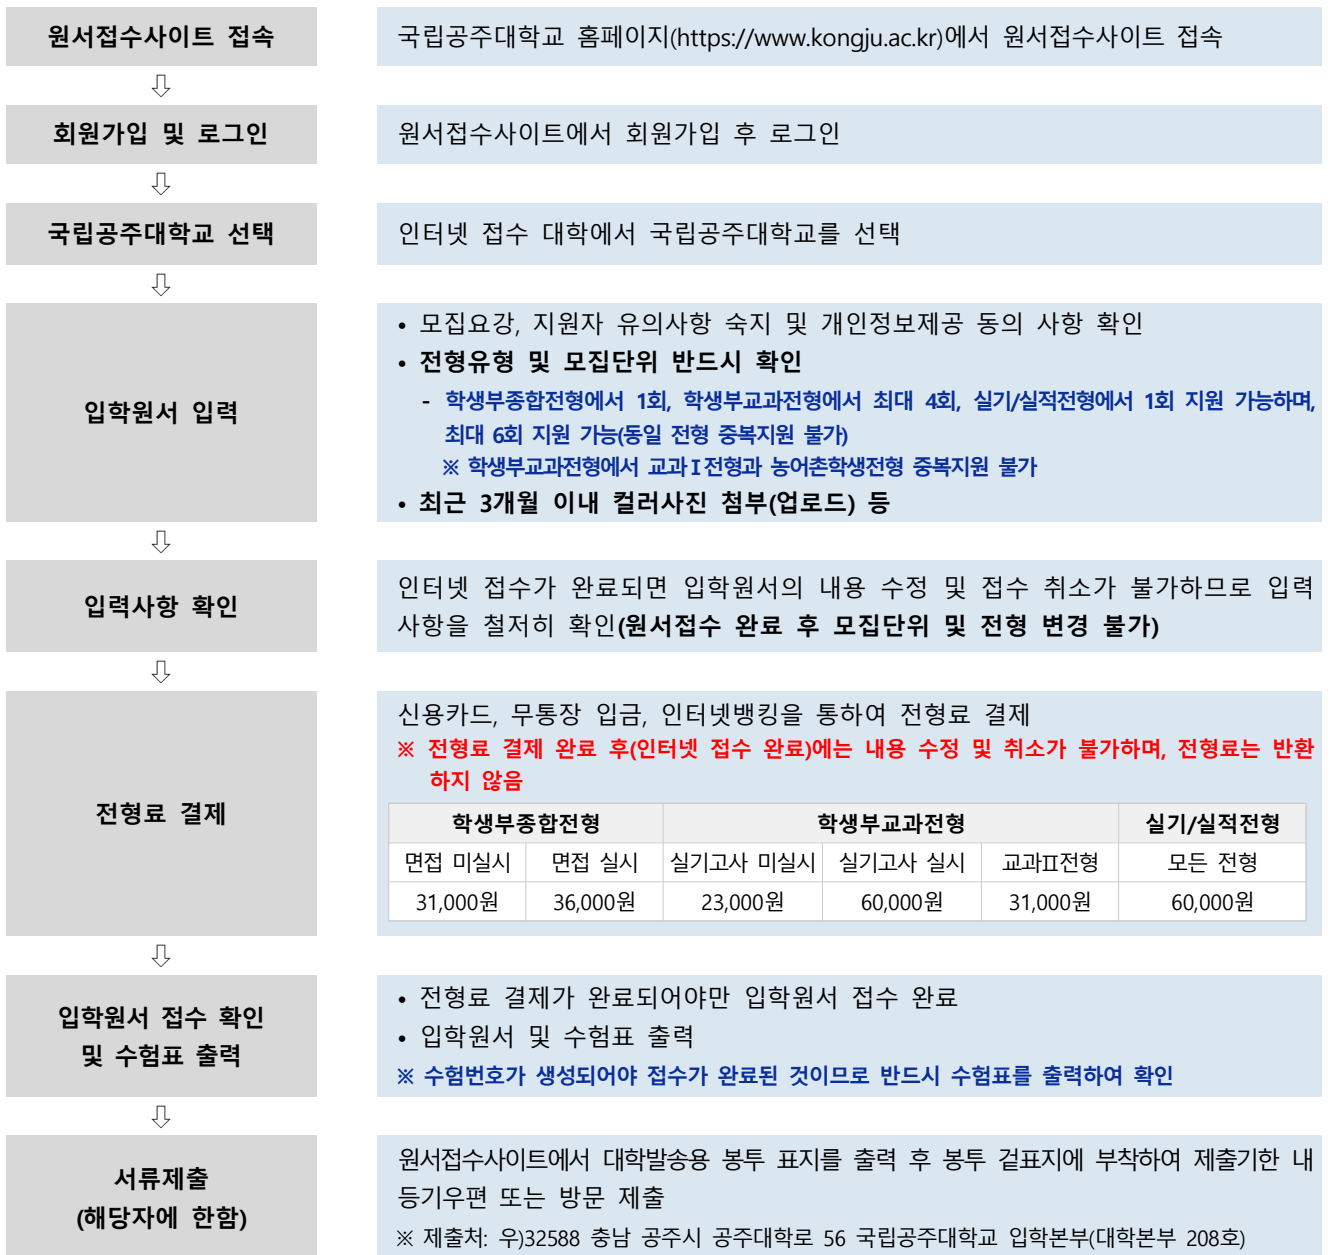 원서접수사이트 접속
국립공주대학교 홈페이지(https://www.kongju.ac.kr)에서 원서접수사이트 접속
⇩
회원가입 및 로그인
원서접수사이트에서 회원가입 후 로그인
⇩
국립공주대학교 선택
인터넷 접수 대학에서 국립공주대학교를 선택
⇩
입학원서 입력
• 모집요강, 지원자 유의사항 숙지 및 개인정보제공 동의 사항 확인
• 전형유형 및 모집단위 반드시 확인
- 학생부종합전형에서 1회, 학생부교과전형에서 최대 4회, 실기/실적전형에서 1회 지원 가능하며,
최대 6회 지원 가능(동일 전형 중복지원 불가)
※ 학생부교과전형에서 교과Ⅰ전형과 농어촌학생전형 중복지원 불가
• 최근 3개월 이내 컬러사진 첨부(업로드) 등
⇩
입력사항 확인
인터넷 접수가 완료되면 입학원서의 내용 수정 및 접수 취소가 불가하므로 입력
사항을 철저히 확인(원서접수 완료 후 모집단위 및 전형 변경 불가)
⇩
전형료 결제
신용카드, 무통장 입금, 인터넷뱅킹을 통하여 전형료 결제
※ 전형료 결제 완료 후(인터넷 접수 완료)에는 내용 수정 및 취소가 불가하며, 전형료는 반환
하지 않음
학생부종합전형 학생부교과전형 실기/실적전형
면접 미실시 면접 실시 실기고사 미실시 실기고사 실시 교과Ⅱ전형 모든 전형
31,000원 36,000원 23,000원 60,000원 31,000원 60,000원
⇩
입학원서 접수 확인
및 수험표 출력
• 전형료 결제가 완료되어야만 입학원서 접수 완료
• 입학원서 및 수험표 출력
※ 수험번호가 생성되어야 접수가 완료된 것이므로 반드시 수험표를 출력하여 확인
⇩
서류제출
(해당자에 한함)
원서접수사이트에서 대학발송용 봉투 표지를 출력 후 봉투 겉표지에 부착하여 제출기한 내
등기우편 또는 방문 제출
※ 제출처: 우)32588 충남 공주시 공주대학로 56 국립공주대학교 입학본부(대학본부 208호)